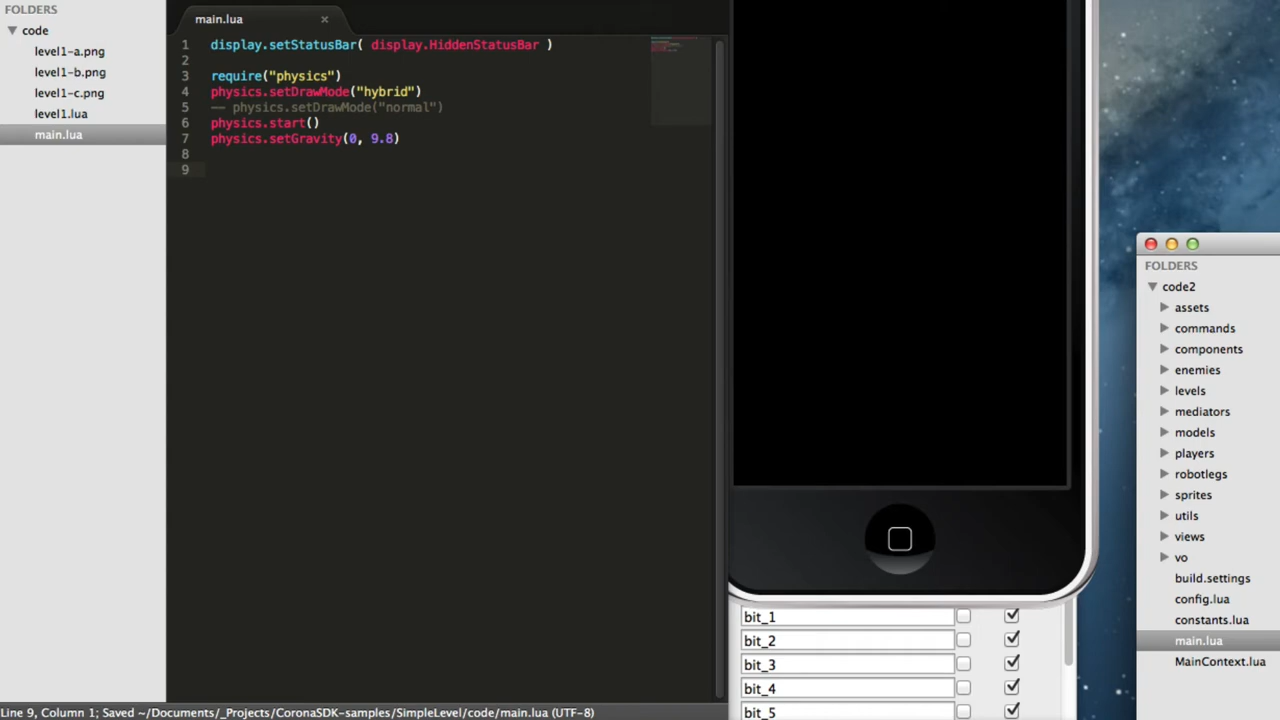 FOLDERS
code
level1-a.png
level1-b.png
level1-c.png
level1.lua
main.lua
main.lua
1 display.setStatusBar( display.HiddenStatusBar )
2
3 require("physics")
4 physics.setDrawMode("hybrid")
5 -- physics.setDrawMode("normal")
6 physics.start()
7 physics.setGravity(0, 9.8)
8
9
Line 9, Column 1; Saved ~/Documents/_Projects/CoronaSDK-samples/SimpleLevel/code/main.lua (UTF-8)
bit_1
bit_2
bit_3
bit_4
bit_5
FOLDERS
code2
assets
commands
components
enemies
levels
mediators
models
players
robotlegs
sprites
utils
views
vo
build.settings
config.lua
constants.lua
main.lua
MainContext.lua